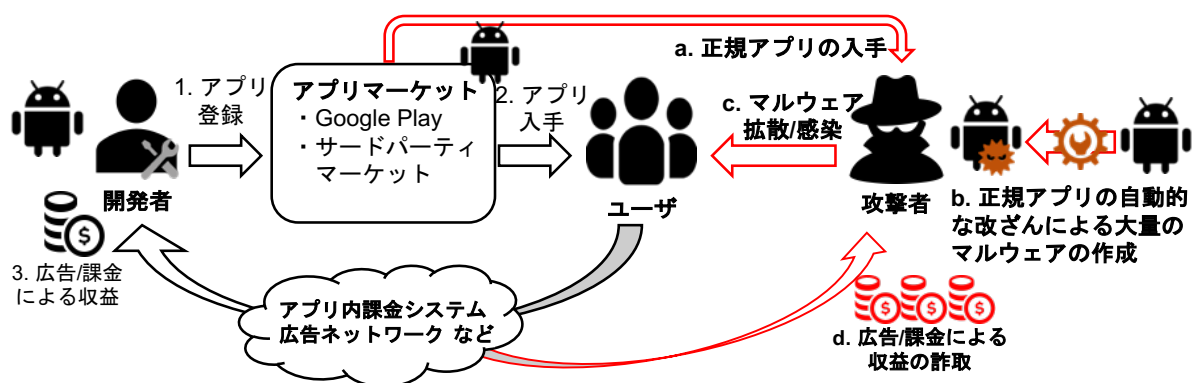 a. 正規アプリの入手
1. アプリ
登録
アプリマーケット
・Google Play
・サードパーティ
マーケット
2. アプリ
入手
c. マルウェア
拡散/感染
開発者
ユーザ
攻撃者
b. 正規アプリの自動的
な改ざんによる大量の
マルウェアの作成
3. 広告/課金
による収益
アプリ内課金システム
広告ネットワーク など
d. 広告/課金による
収益の詐取